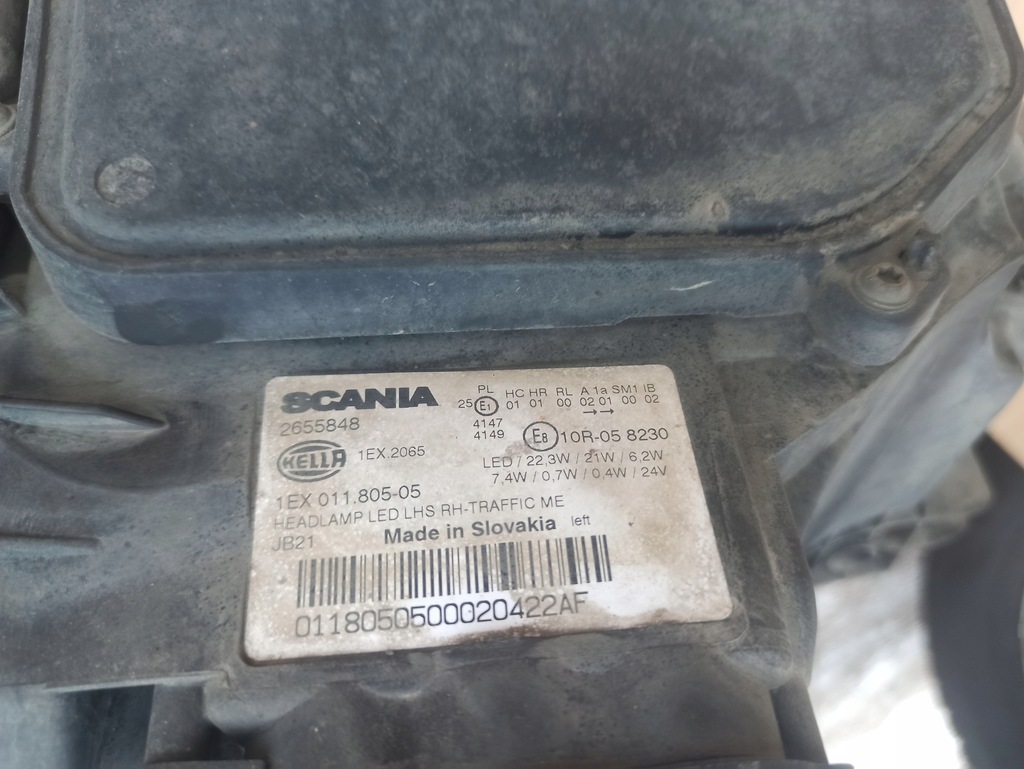 SCANIA
2655848
HELLA 1EX.2065
1EX 011.805-05
HEADLAMP LED LHS RH-TRAFFIC ME
JB21 Made in Slovakia left
PL HC HR RL A 1a SM1 IB
25 E1 01 01 00 02 01 00 02
→→
4147
4149 E8 10R-05 8230
LED / 22,3W / 21W / 6,2W
7,4W / 0,7W / 0,4W / 24V
0118050500020422AF